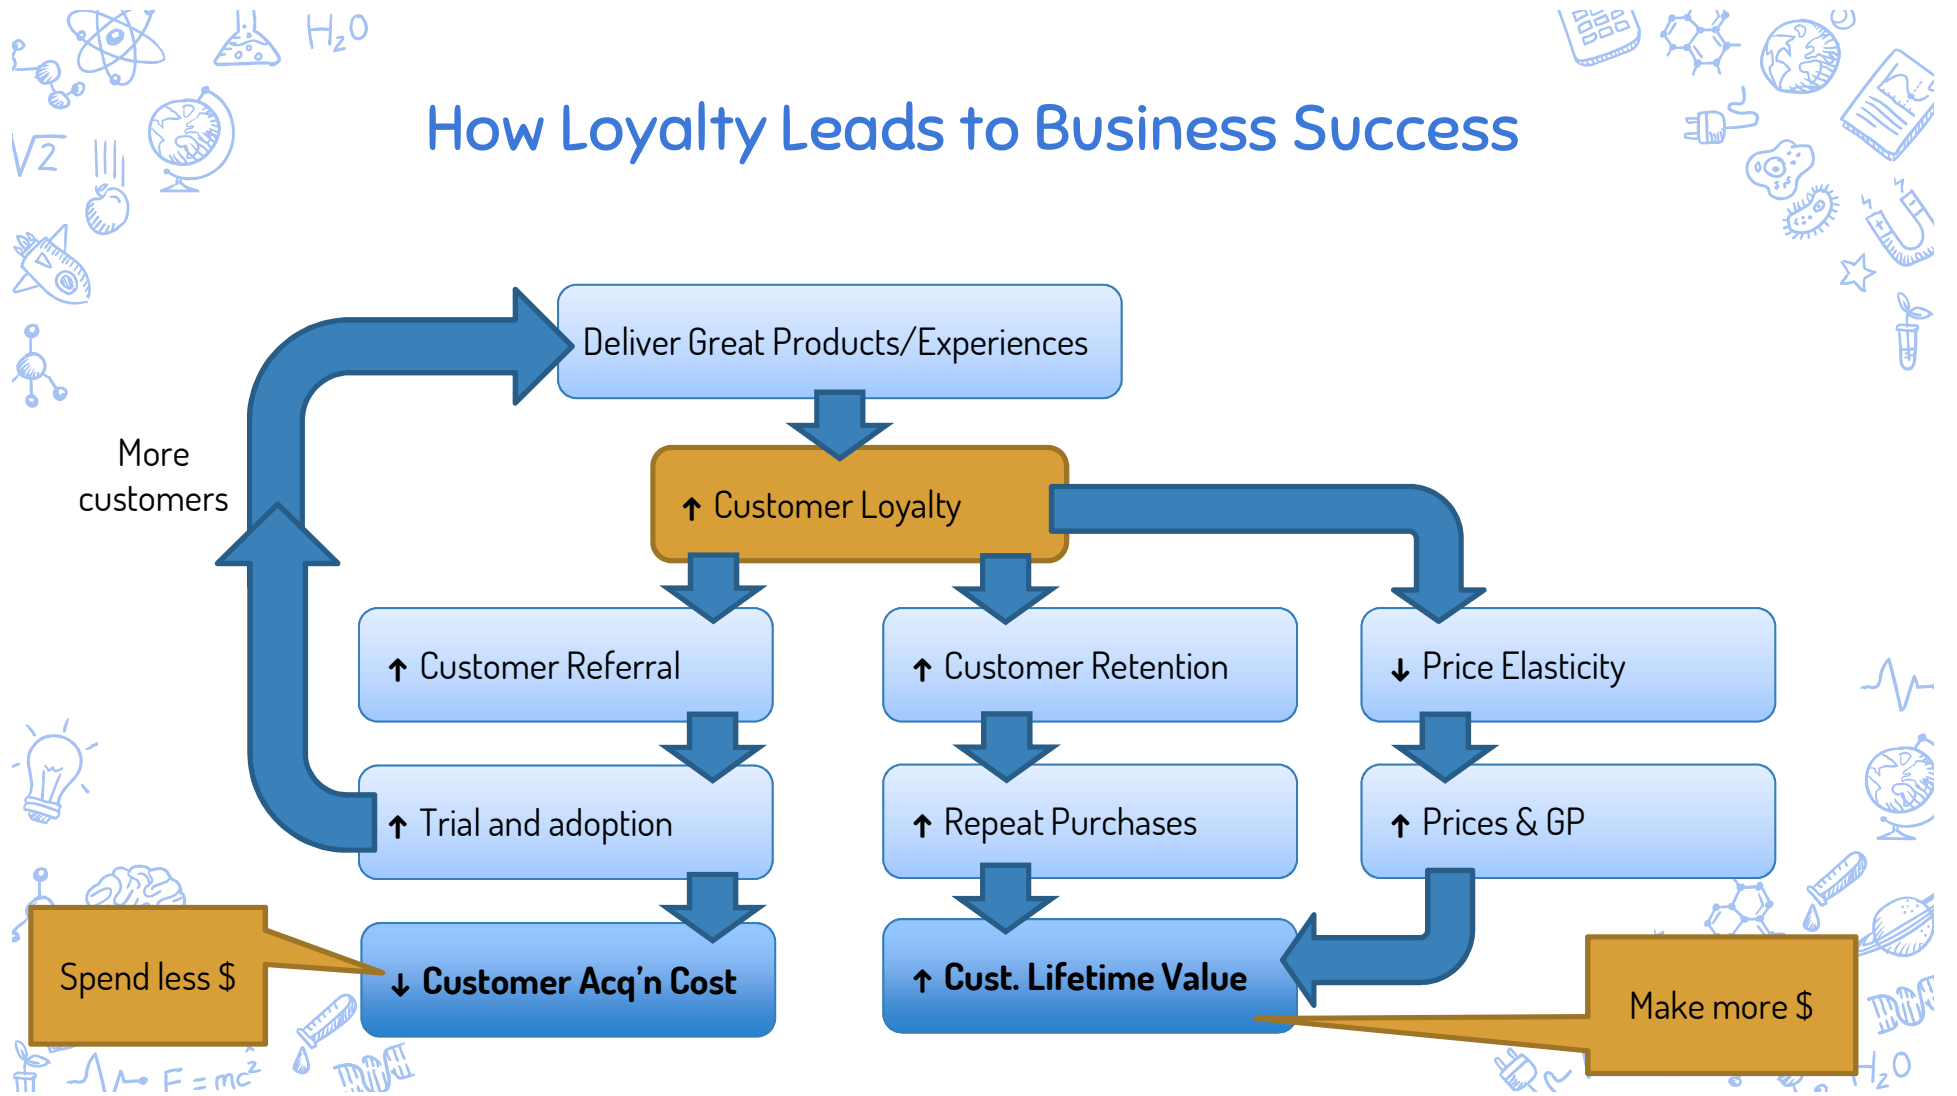 H₂O
√2
How Loyalty Leads to Business Success
Deliver Great Products/Experiences
More
customers
↑ Customer Loyalty
↑ Customer Referral
↑ Customer Retention
↓ Price Elasticity
↑ Trial and adoption
↑ Repeat Purchases
↑ Prices & GP
Spend less $
↓ Customer Acq’n Cost
↑ Cust. Lifetime Value
Make more $
F = mc²
H₂O